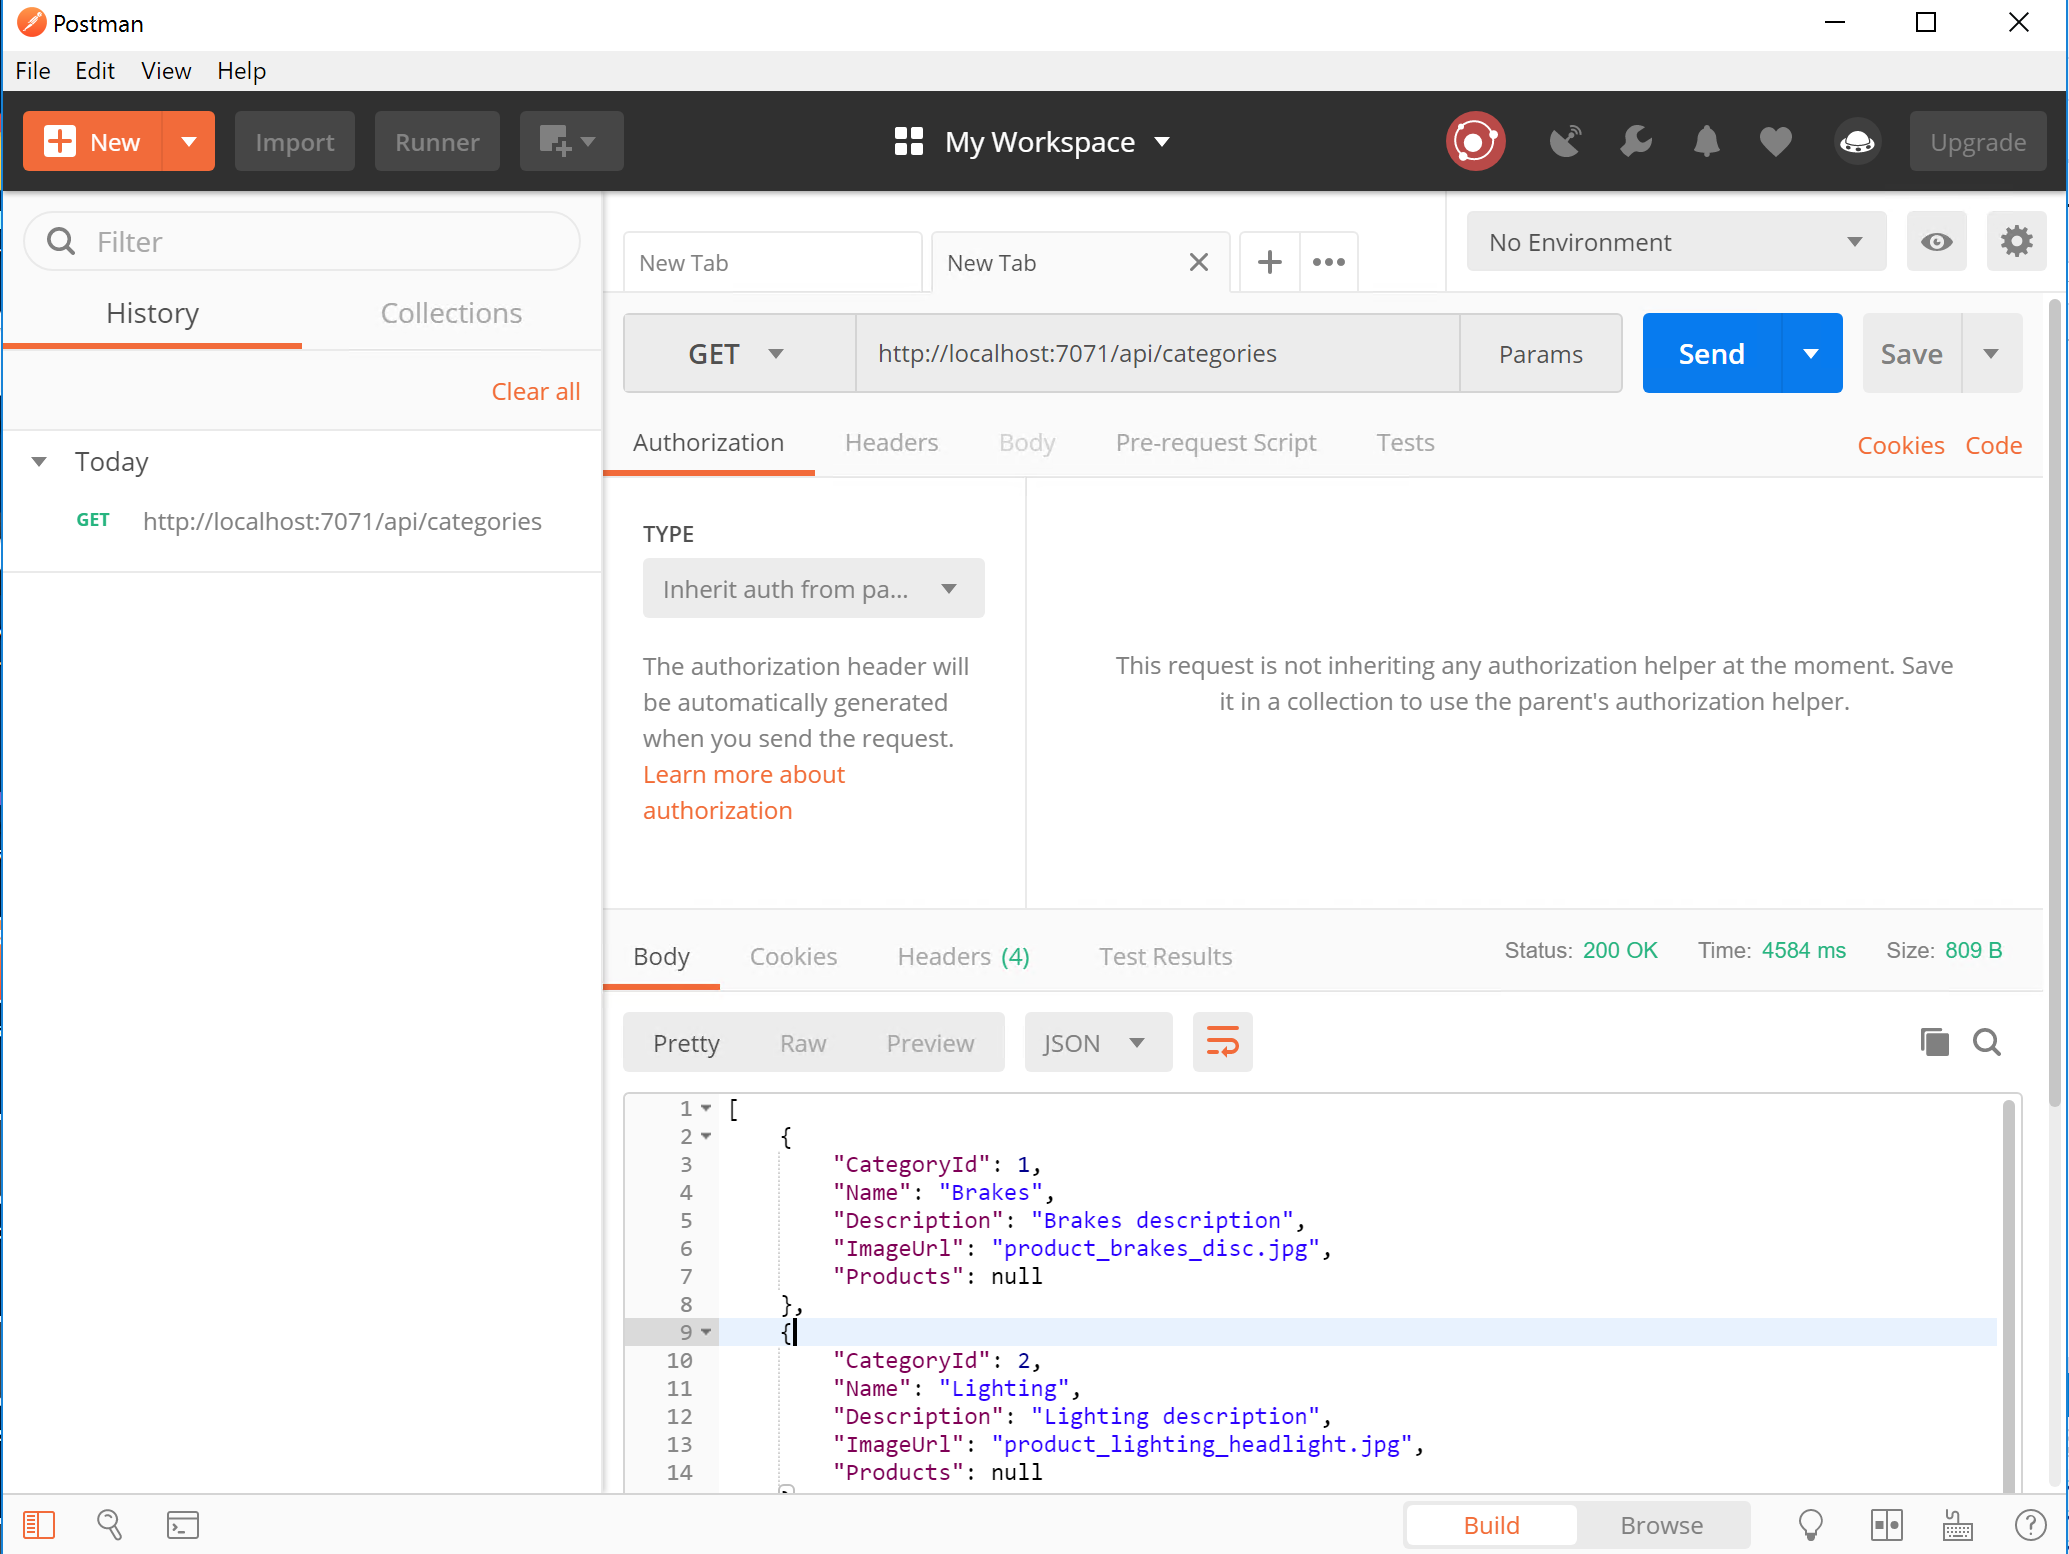 Postman
File Edit View Help
New Import Runner My Workspace Upgrade
Filter
History Collections
Clear all
Today
GET http://localhost:7071/api/categories
New Tab New Tab No Environment
GET http://localhost:7071/api/categories Params Send Save
Authorization Headers Body Pre-request Script Tests Cookies Code
TYPE
Inherit auth from pa...
The authorization header will
be automatically generated
when you send the request.
Learn more about
authorization
This request is not inheriting any authorization helper at the moment. Save
it in a collection to use the parent's authorization helper.
Body Cookies Headers (4) Test Results Status: 200 OK Time: 4584 ms Size: 809 B
Pretty Raw Preview JSON
1 [
2 {
3 "CategoryId": 1,
4 "Name": "Brakes",
5 "Description": "Brakes description",
6 "ImageUrl": "product_brakes_disc.jpg",
7 "Products": null
8 },
9 {
10 "CategoryId": 2,
11 "Name": "Lighting",
12 "Description": "Lighting description",
13 "ImageUrl": "product_lighting_headlight.jpg",
14 "Products": null
Build Browse